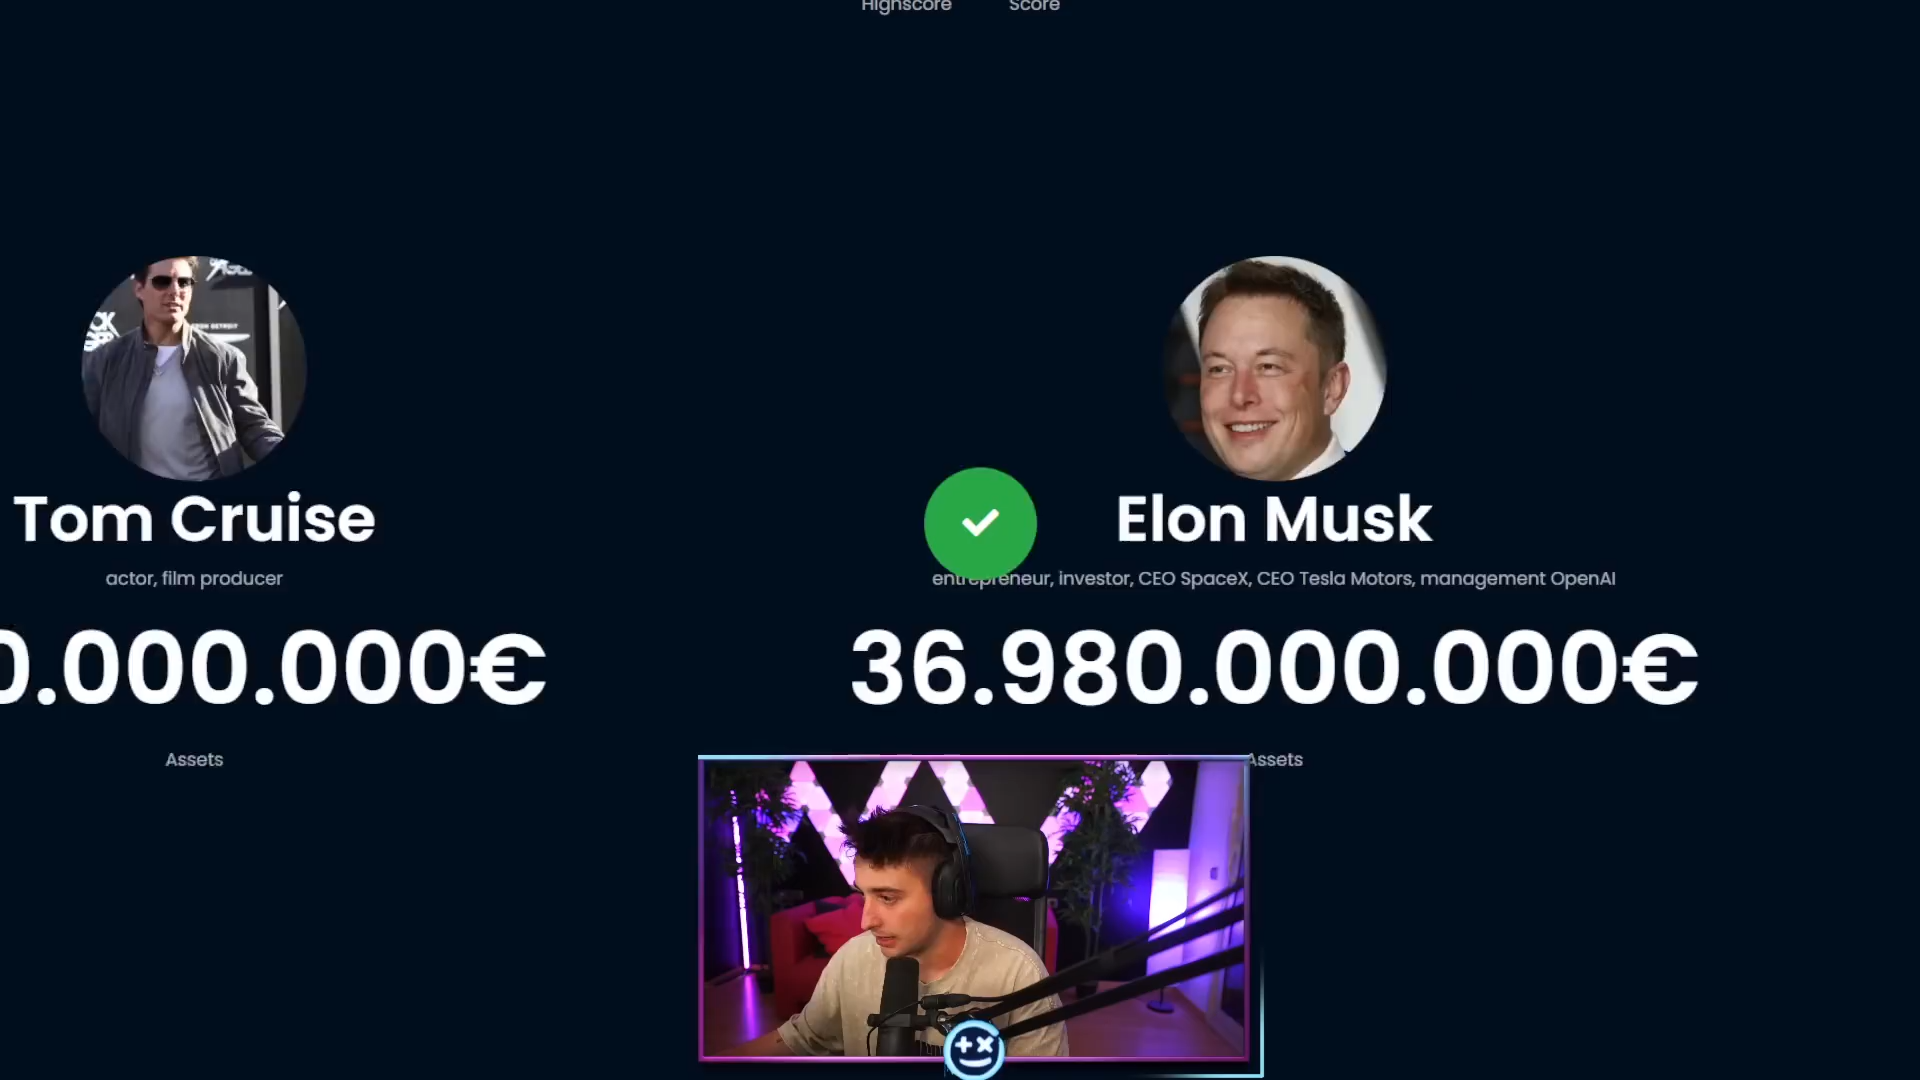 Highscore
Score
Tom Cruise
actor, film producer
0.000.000€
Assets
Elon Musk
entrepreneur, investor, CEO SpaceX, CEO Tesla Motors, management OpenAI
36.980.000.000€
Assets